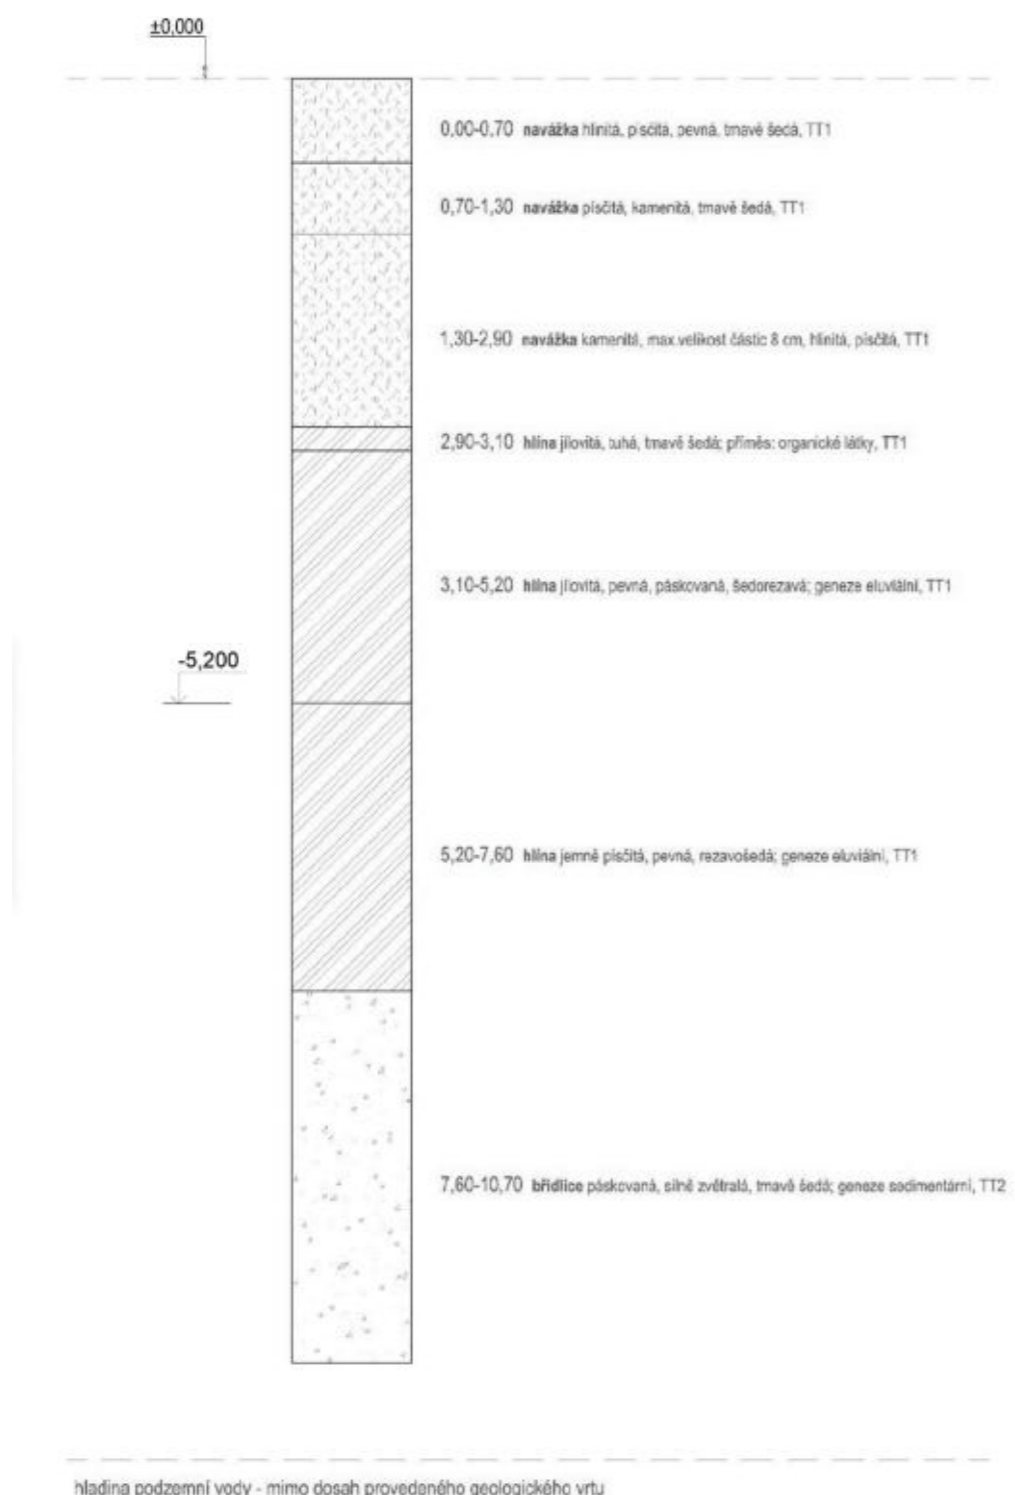 ±0,000
0,00-0,70 navážka hlinitá, písčitá, pevná, tmavě šedá, TT1
0,70-1,30 navážka písčitá, kamenitá, tmavě šedá, TT1
1,30-2,90 navážka kamenitá, max.velikost částic 8 cm, hlinitá, písčitá, TT1
2,90-3,10 hlína jílovitá, tuhá, tmavě šedá; příměs: organické látky, TT1
3,10-5,20 hlína jílovitá, pevná, páskovaná, šedorezavá; geneze eluviální, TT1
-5,200
5,20-7,60 hlína jemně písčitá, pevná, rezavošedá; geneze eluviální, TT1
7,60-10,70 břidlice páskovaná, silně zvětralá, tmavě šedá; geneze sedimentární, TT2
hladina podzemní vody - mimo dosah provedeného geologického vrtu